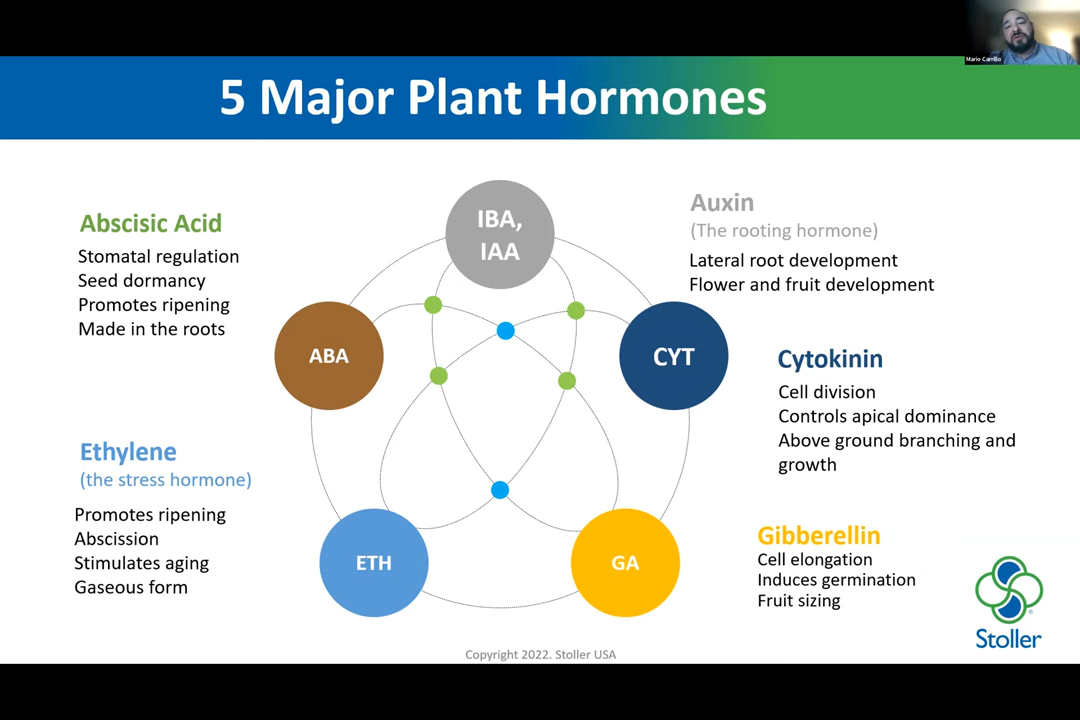 Mario Carrillo
5 Major Plant Hormones
Abscisic Acid
Stomatal regulation
Seed dormancy
Promotes ripening
Made in the roots
IBA,
IAA
Auxin
(The rooting hormone)
Lateral root development
Flower and fruit development
ABA
CYT
Cytokinin
Cell division
Controls apical dominance
Above ground branching and
growth
Ethylene
(the stress hormone)
Promotes ripening
Abscission
Stimulates aging
Gaseous form
ETH
GA
Gibberellin
Cell elongation
Induces germination
Fruit sizing
®
Stoller
Copyright 2022. Stoller USA